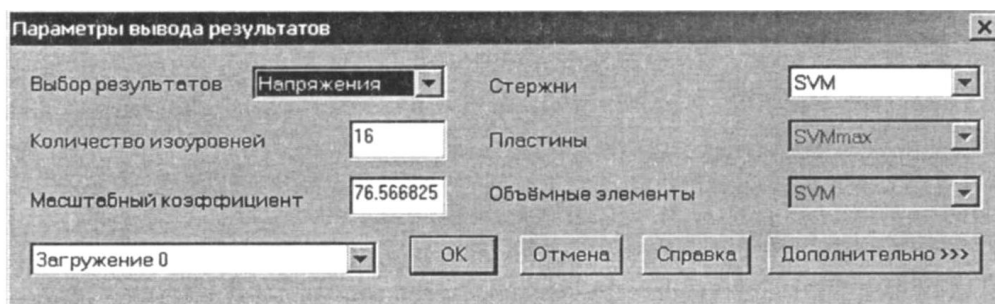 Параметры вывода результатов
Выбор результатов Напряжения Стержни SVM
Количество изоуровней 16 Пластины SVMmax
Масштабный коэффициент 76.566825 Объёмные элементы SVM
Загружение 0 OK Отмена Справка Дополнительно >>>